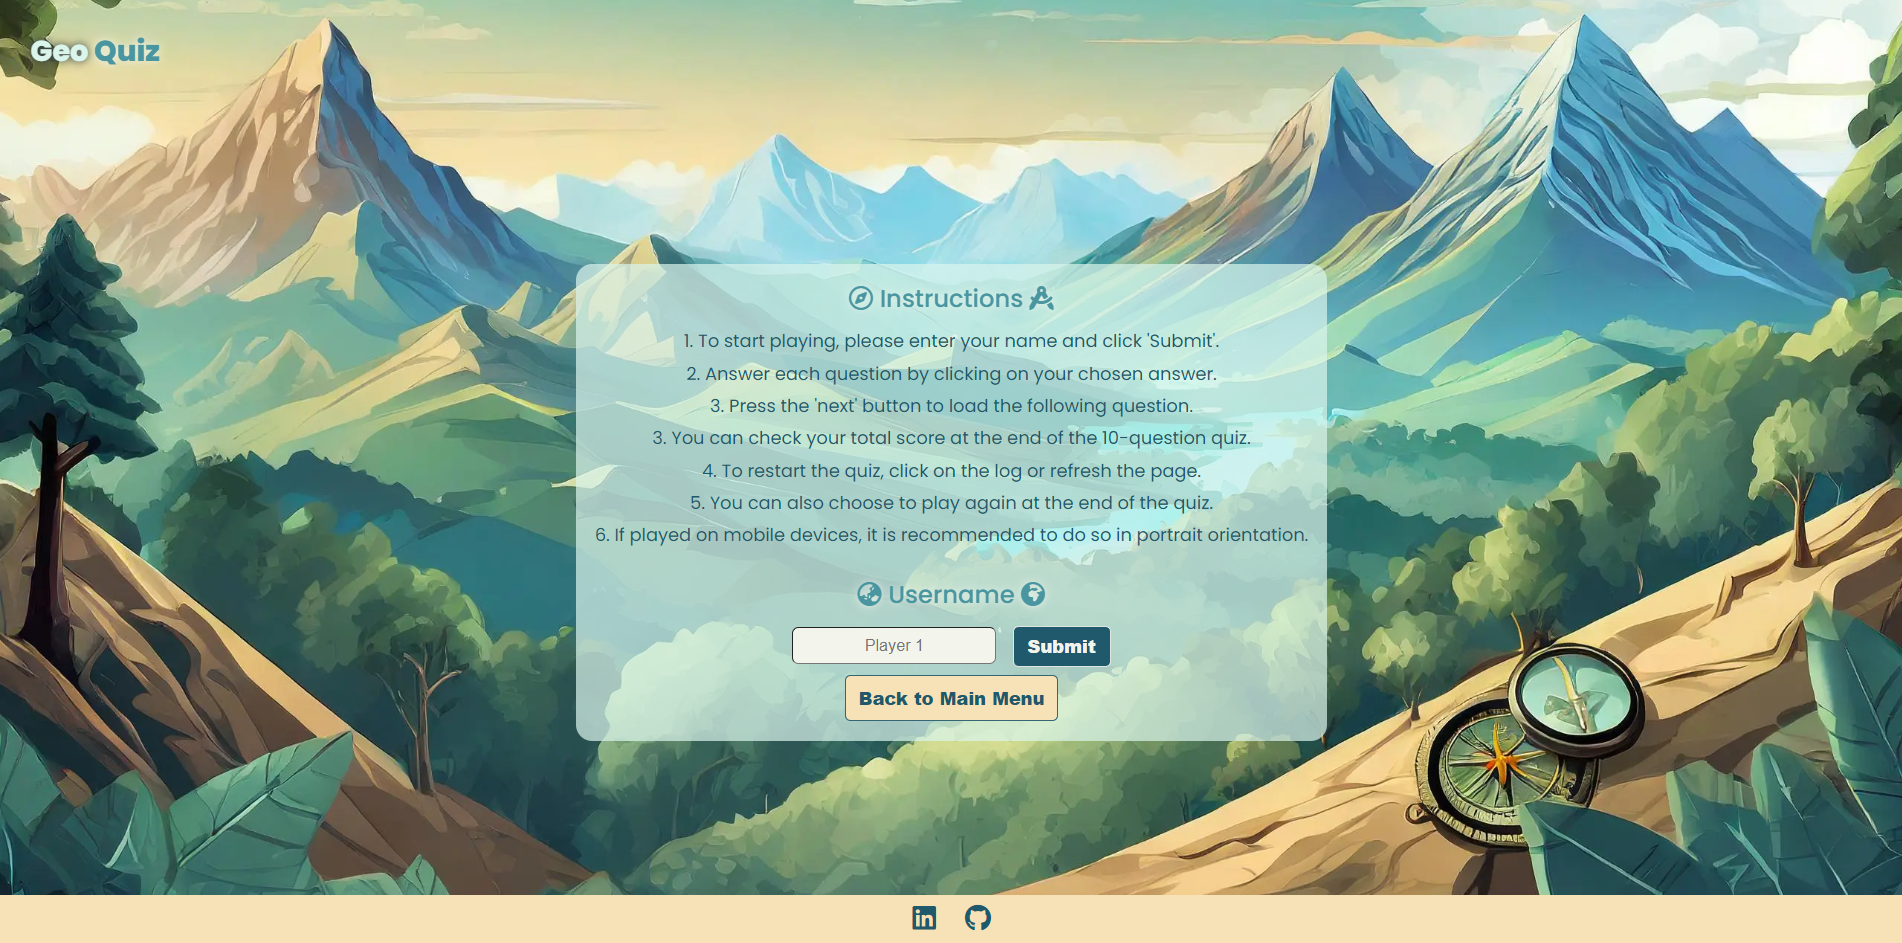 Geo Quiz
Instructions
1. To start playing, please enter your name and click 'Submit'.
2. Answer each question by clicking on your chosen answer.
3. Press the 'next' button to load the following question.
3. You can check your total score at the end of the 10-question quiz.
4. To restart the quiz, click on the log or refresh the page.
5. You can also choose to play again at the end of the quiz.
6. If played on mobile devices, it is recommended to do so in portrait orientation.
Username
Player 1 Submit
Back to Main Menu
in